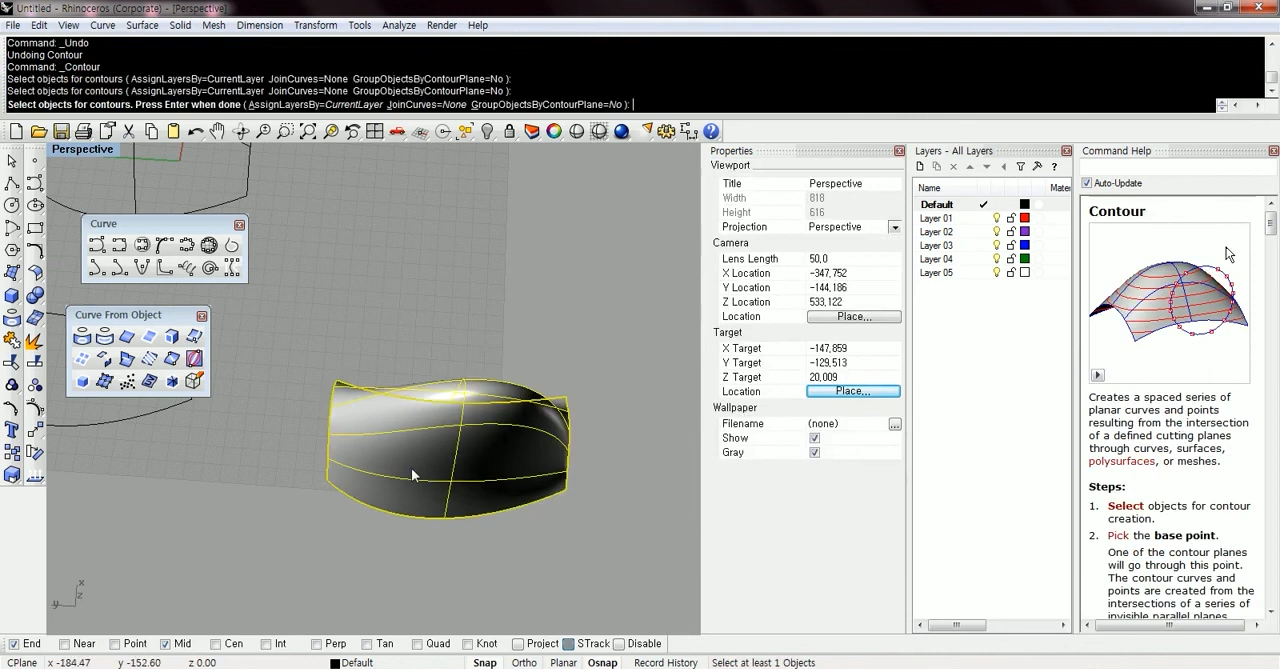 Untitled - Rhinoceros (Corporate) - [Perspective]
File Edit View Curve Surface Solid Mesh Dimension Transform Tools Analyze Render Help
Command: _Undo
Undoing Contour
Command: _Contour
Select objects for contours ( AssignLayersBy=CurrentLayer JoinCurves=None GroupObjectsByContourPlane=No ):
Select objects for contours ( AssignLayersBy=CurrentLayer JoinCurves=None GroupObjectsByContourPlane=No ):
Select objects for contours. Press Enter when done ( AssignLayersBy=CurrentLayer JoinCurves=None GroupObjectsByContourPlane=No ):
Perspective
Curve
Curve From Object
x
z
y
Properties
Viewport
Title Perspective
Width 818
Height 616
Projection Perspective
Camera
Lens Length 50,0
X Location -347,752
Y Location -144,186
Z Location 533,122
Location Place...
Target
X Target -147,859
Y Target -129,513
Z Target 20,009
Location Place...
Wallpaper
Filename (none) ...
Show
Gray
Layers - All Layers
Name Mater
Default
Layer 01
Layer 02
Layer 03
Layer 04
Layer 05
Command Help
Auto-Update
Contour
Creates a spaced series of
planar curves and points
resulting from the intersection
of a defined cutting planes
through curves, surfaces,
polysurfaces, or meshes.
Steps:
1. Select objects for contour
creation.
2. Pick the base point.
One of the contour planes
will go through this point.
The contour curves and
points are created from the
intersections of a series of
invisible parallel planes
End Near Point Mid Cen Int Perp Tan Quad Knot Project STrack Disable
CPlane x -184.47 y -152.60 z 0.00 Default Snap Ortho Planar Osnap Record History Select at least 1 Objects